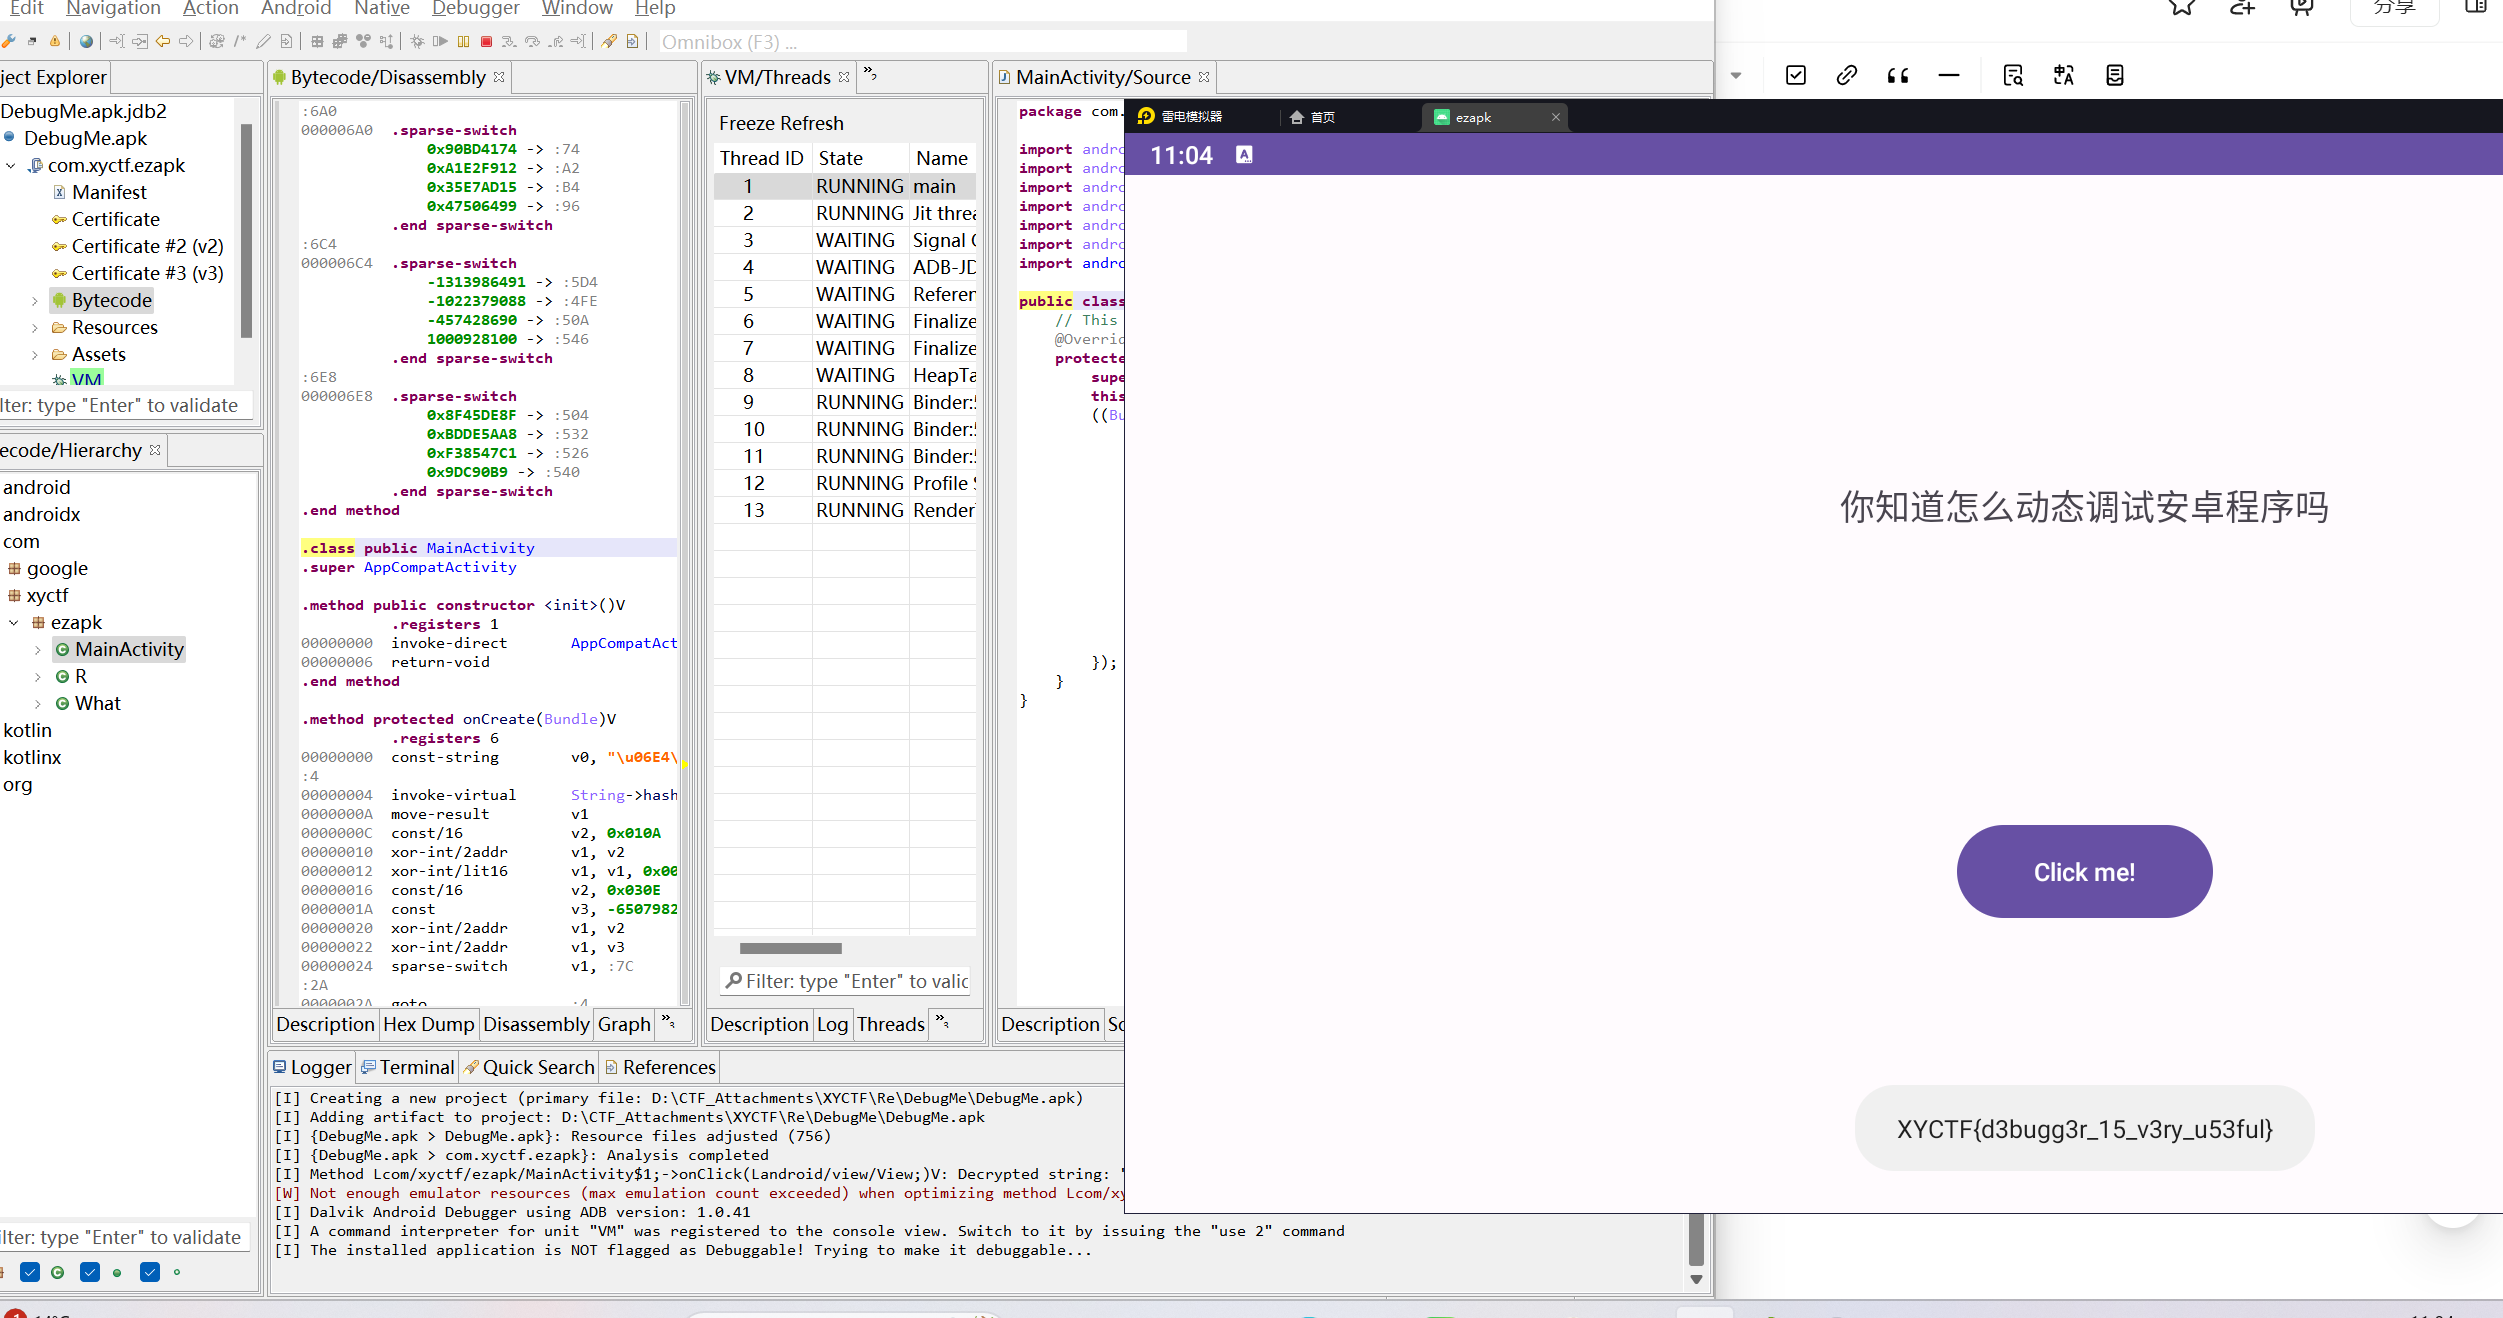 Edit Navigation Action Android Native Debugger Window Help
分享
Omnibox (F3) ...
ject Explorer
DebugMe.apk.jdb2
DebugMe.apk
com.xyctf.ezapk
Manifest
Certificate
Certificate #2 (v2)
Certificate #3 (v3)
Bytecode
Resources
Assets
VM
lter: type "Enter" to validate
ecode/Hierarchy
android
androidx
com
google
xyctf
ezapk
MainActivity
R
What
kotlin
kotlinx
org
ilter: type "Enter" to validate
Bytecode/Disassembly
:6A0
000006A0 .sparse-switch
0x90BD4174 -> :74
0xA1E2F912 -> :A2
0x35E7AD15 -> :B4
0x47506499 -> :96
.end sparse-switch
:6C4
000006C4 .sparse-switch
-1313986491 -> :5D4
-1022379088 -> :4FE
-457428690 -> :50A
1000928100 -> :546
.end sparse-switch
:6E8
000006E8 .sparse-switch
0x8F45DE8F -> :504
0xBDDE5AA8 -> :532
0xF38547C1 -> :526
0x9DC90B9 -> :540
.end sparse-switch
.end method
.class public MainActivity
.super AppCompatActivity
.method public constructor <init>()V
.registers 1
00000000 invoke-direct AppCompatAct
00000006 return-void
.end method
.method protected onCreate(Bundle)V
.registers 6
00000000 const-string v0, "\u06E4\
:4
00000004 invoke-virtual String->hash
0000000A move-result v1
0000000C const/16 v2, 0x010A
00000010 xor-int/2addr v1, v2
00000012 xor-int/lit16 v1, v1, 0x00
00000016 const/16 v2, 0x030E
0000001A const v3, -6507982
00000020 xor-int/2addr v1, v2
00000022 xor-int/2addr v1, v3
00000024 sparse-switch v1, :7C
:2A
0000002A goto :4
Description Hex Dump Disassembly Graph
VM/Threads
Freeze Refresh
Thread ID State Name
1 RUNNING main
2 RUNNING Jit threa
3 WAITING Signal C
4 WAITING ADB-JD
5 WAITING Referen
6 WAITING Finalize
7 WAITING Finalize
8 WAITING HeapTa
9 RUNNING Binder:5
10 RUNNING Binder:5
11 RUNNING Binder:5
12 RUNNING Profile S
13 RUNNING Render
Filter: type "Enter" to valic
Description Log Threads
MainActivity/Source
package com.
import andro
import andro
import andro
import andro
import andro
import andro
import andro
public class
// This
@Overrid
protecte
supe
this
((Bu
});
}
}
Description Sc
雷电模拟器 首页 ezapk
11:04
你知道怎么动态调试安卓程序吗
Click me!
XYCTF{d3bugg3r_15_v3ry_u53ful}
Logger Terminal Quick Search References
[I] Creating a new project (primary file: D:\CTF_Attachments\XYCTF\Re\DebugMe\DebugMe.apk)
[I] Adding artifact to project: D:\CTF_Attachments\XYCTF\Re\DebugMe\DebugMe.apk
[I] {DebugMe.apk > DebugMe.apk}: Resource files adjusted (756)
[I] {DebugMe.apk > com.xyctf.ezapk}: Analysis completed
[I] Method Lcom/xyctf/ezapk/MainActivity$1;->onClick(Landroid/view/View;)V: Decrypted string: "
[W] Not enough emulator resources (max emulation count exceeded) when optimizing method Lcom/xy
[I] Dalvik Android Debugger using ADB version: 1.0.41
[I] A command interpreter for unit "VM" was registered to the console view. Switch to it by issuing the "use 2" command
[I] The installed application is NOT flagged as Debuggable! Trying to make it debuggable...